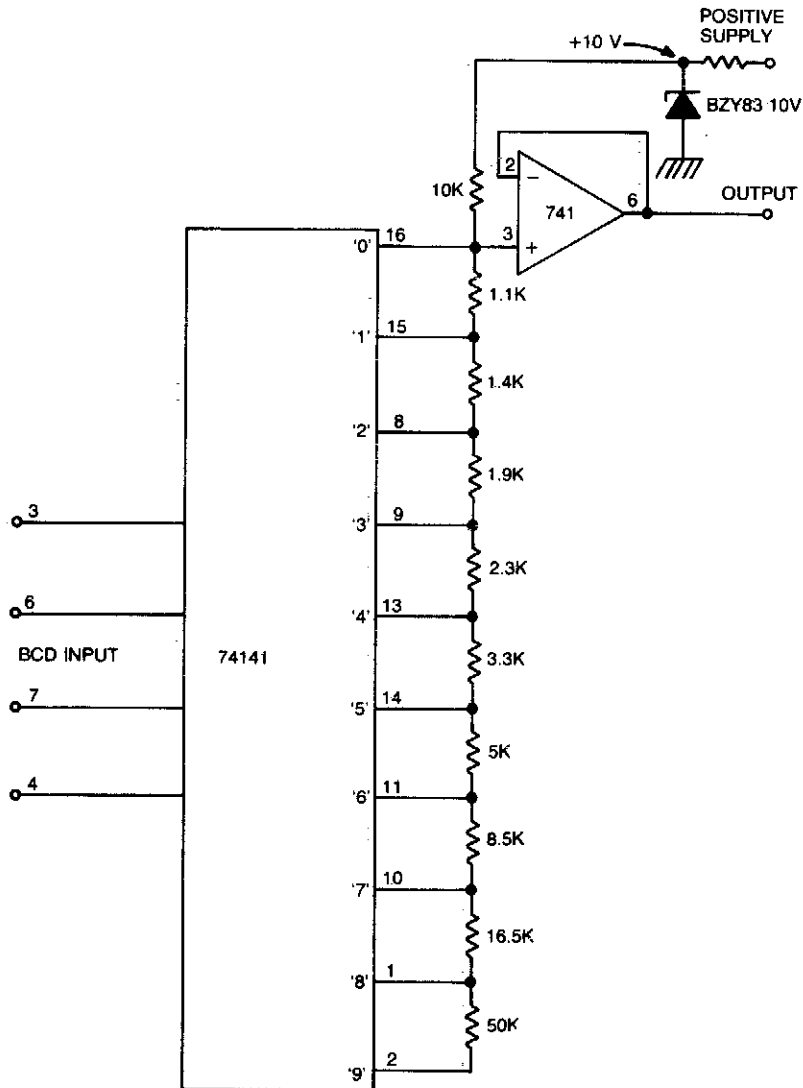 POSITIVE
SUPPLY
+10 V
BZY83 10V
10K
2
−
741
6
OUTPUT
3
+
'0'
16
1.1K
'1'
15
1.4K
'2'
8
1.9K
'3'
9
2.3K
3
'4'
13
3.3K
6
BCD INPUT
74141
'5'
14
5K
7
'6'
11
8.5K
4
'7'
10
16.5K
'8'
1
50K
'9'
2